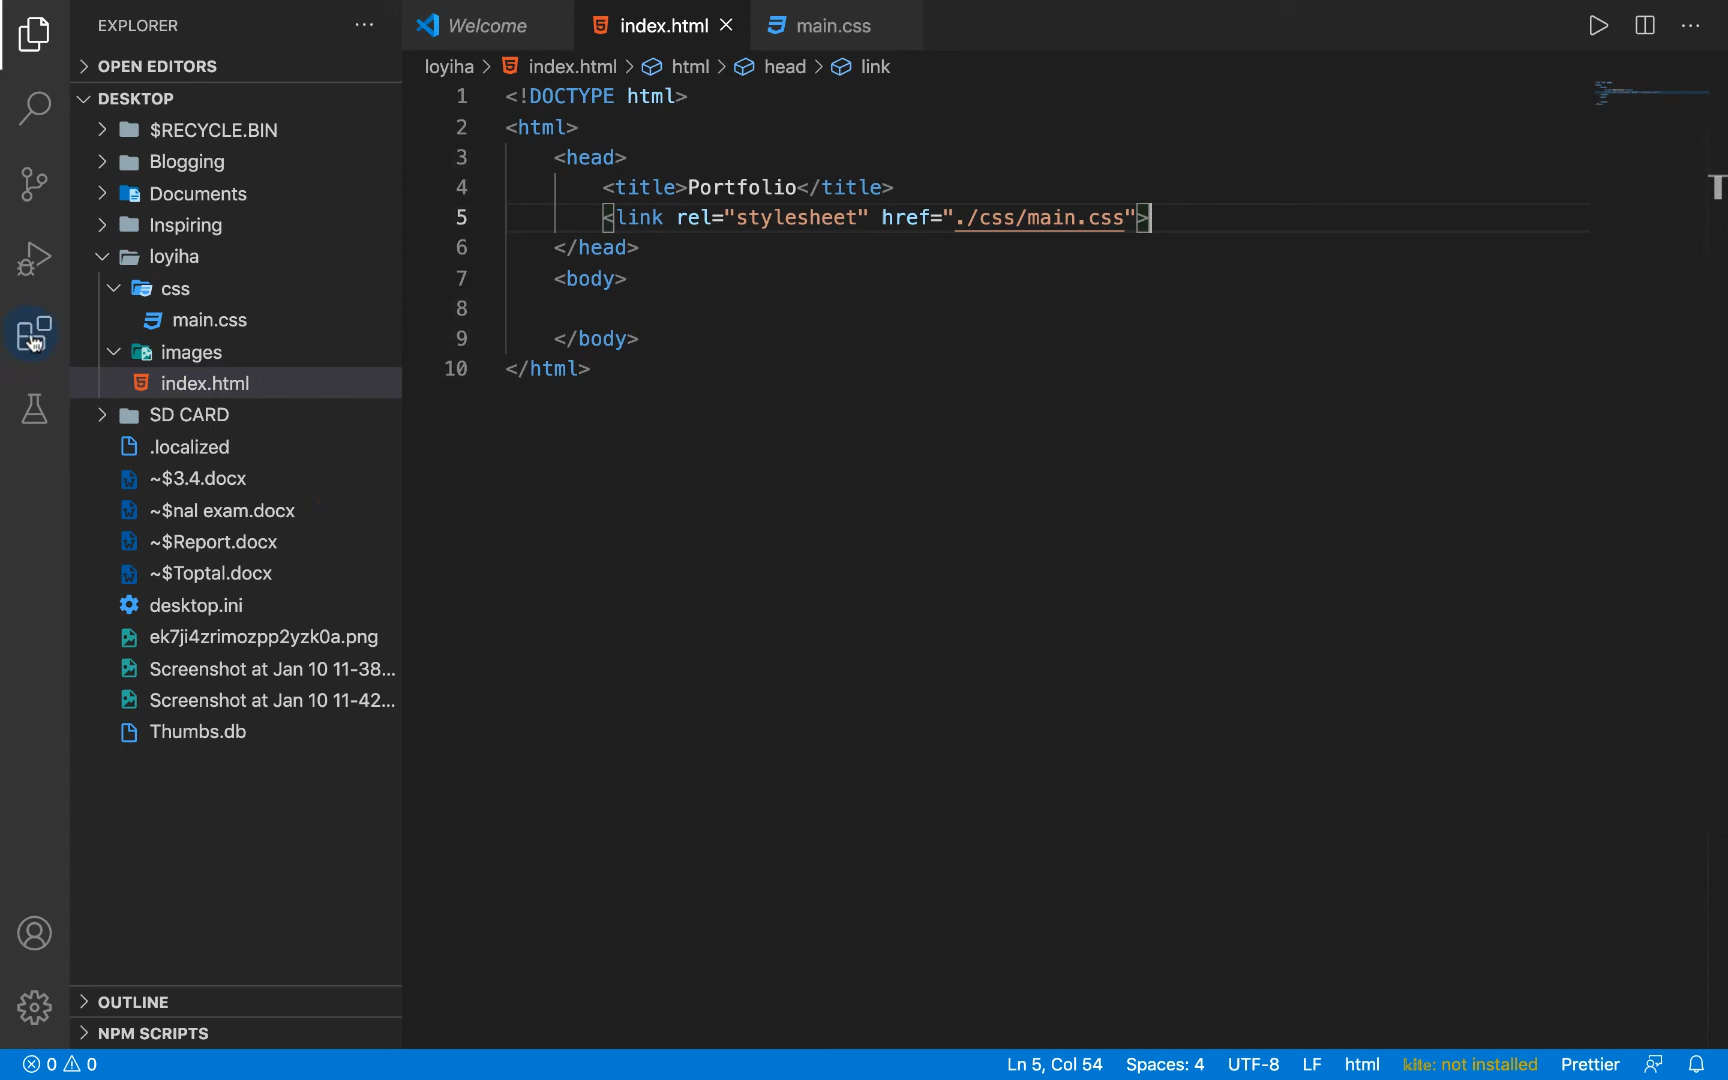 EXPLORER
OPEN EDITORS
DESKTOP
$RECYCLE.BIN
Blogging
Documents
Inspiring
loyiha
css
main.css
images
index.html
SD CARD
.localized
~$3.4.docx
~$nal exam.docx
~$Report.docx
~$Toptal.docx
desktop.ini
ek7ji4zrimozpp2yzk0a.png
Screenshot at Jan 10 11-38...
Screenshot at Jan 10 11-42...
Thumbs.db
OUTLINE
NPM SCRIPTS
Welcome index.html main.css
loyiha > index.html > html > head > link
1 <!DOCTYPE html>
2 <html>
3 <head>
4 <title>Portfolio</title>
5 <link rel="stylesheet" href="./css/main.css">
6 </head>
7 <body>
8
9 </body>
10 </html>
0 0 Ln 5, Col 54 Spaces: 4 UTF-8 LF html kite: not installed Prettier